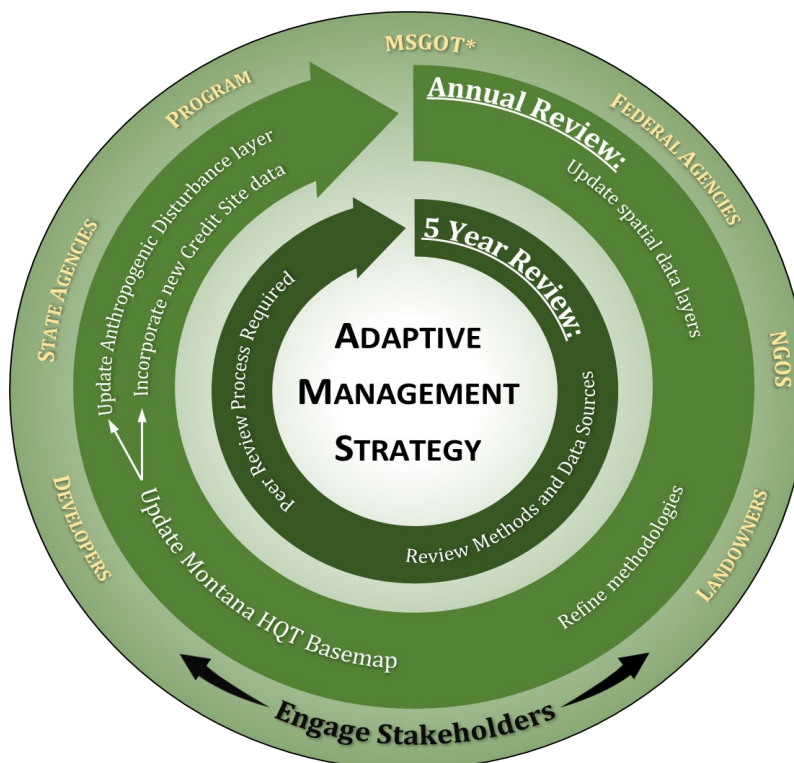 MSGOT*
FEDERAL AGENCIES
NGOS
LANDOWNERS
Engage Stakeholders
DEVELOPERS
STATE AGENCIES
PROGRAM
Annual Review:
Update spatial data layers
Refine methodologies
Update Montana HQT Basemap
Update Anthropogenic Disturbance layer
Incorporate new Credit Site data
5 Year Review:
Review Methods and Data Sources
Peer Review Process Required
ADAPTIVE
MANAGEMENT
STRATEGY